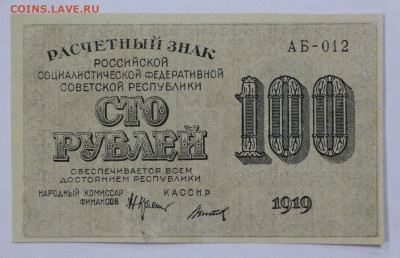 COINS.LAVE.RU
РАСЧЕТНЫЙ ЗНАК
РОССИЙСКОЙ
СОЦИАЛИСТИЧЕСКОЙ ФЕДЕРАТИВНОЙ
СОВЕТСКОЙ РЕСПУБЛИКИ
АБ-012
СТО
РУБЛЕЙ
100
ОБЕСПЕЧИВАЕТСЯ ВСЕМ
ДОСТОЯНИЕМ РЕСПУБЛИКИ
НАРОДНЫЙ КОМИССАР
ФИНАНСОВ
КАССИР
1919